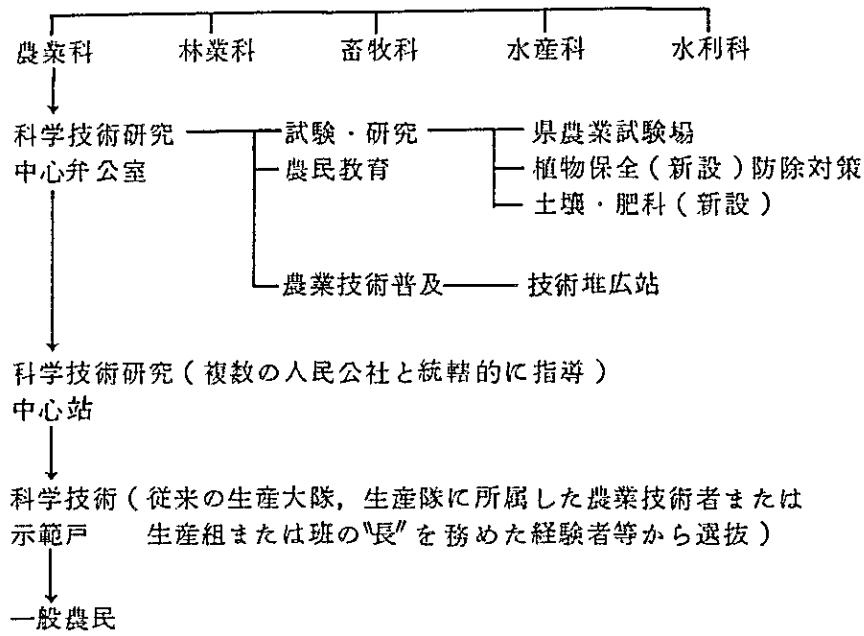 農業科 林業科 畜牧科 水産科 水利科
科学技術研究 試験・研究 県農業試験場
中心弁公室 農民教育 植物保全(新設)防除対策
土壌・肥料(新設)
農業技術普及 技術堆広站
科学技術研究(複数の人民公社と統轄的に指導)
中心站
科学技術(従来の生産大隊,生産隊に所属した農業技術者または
示範戸 生産組または班の〝長〟を務めた経験者等から選抜)
一般農民